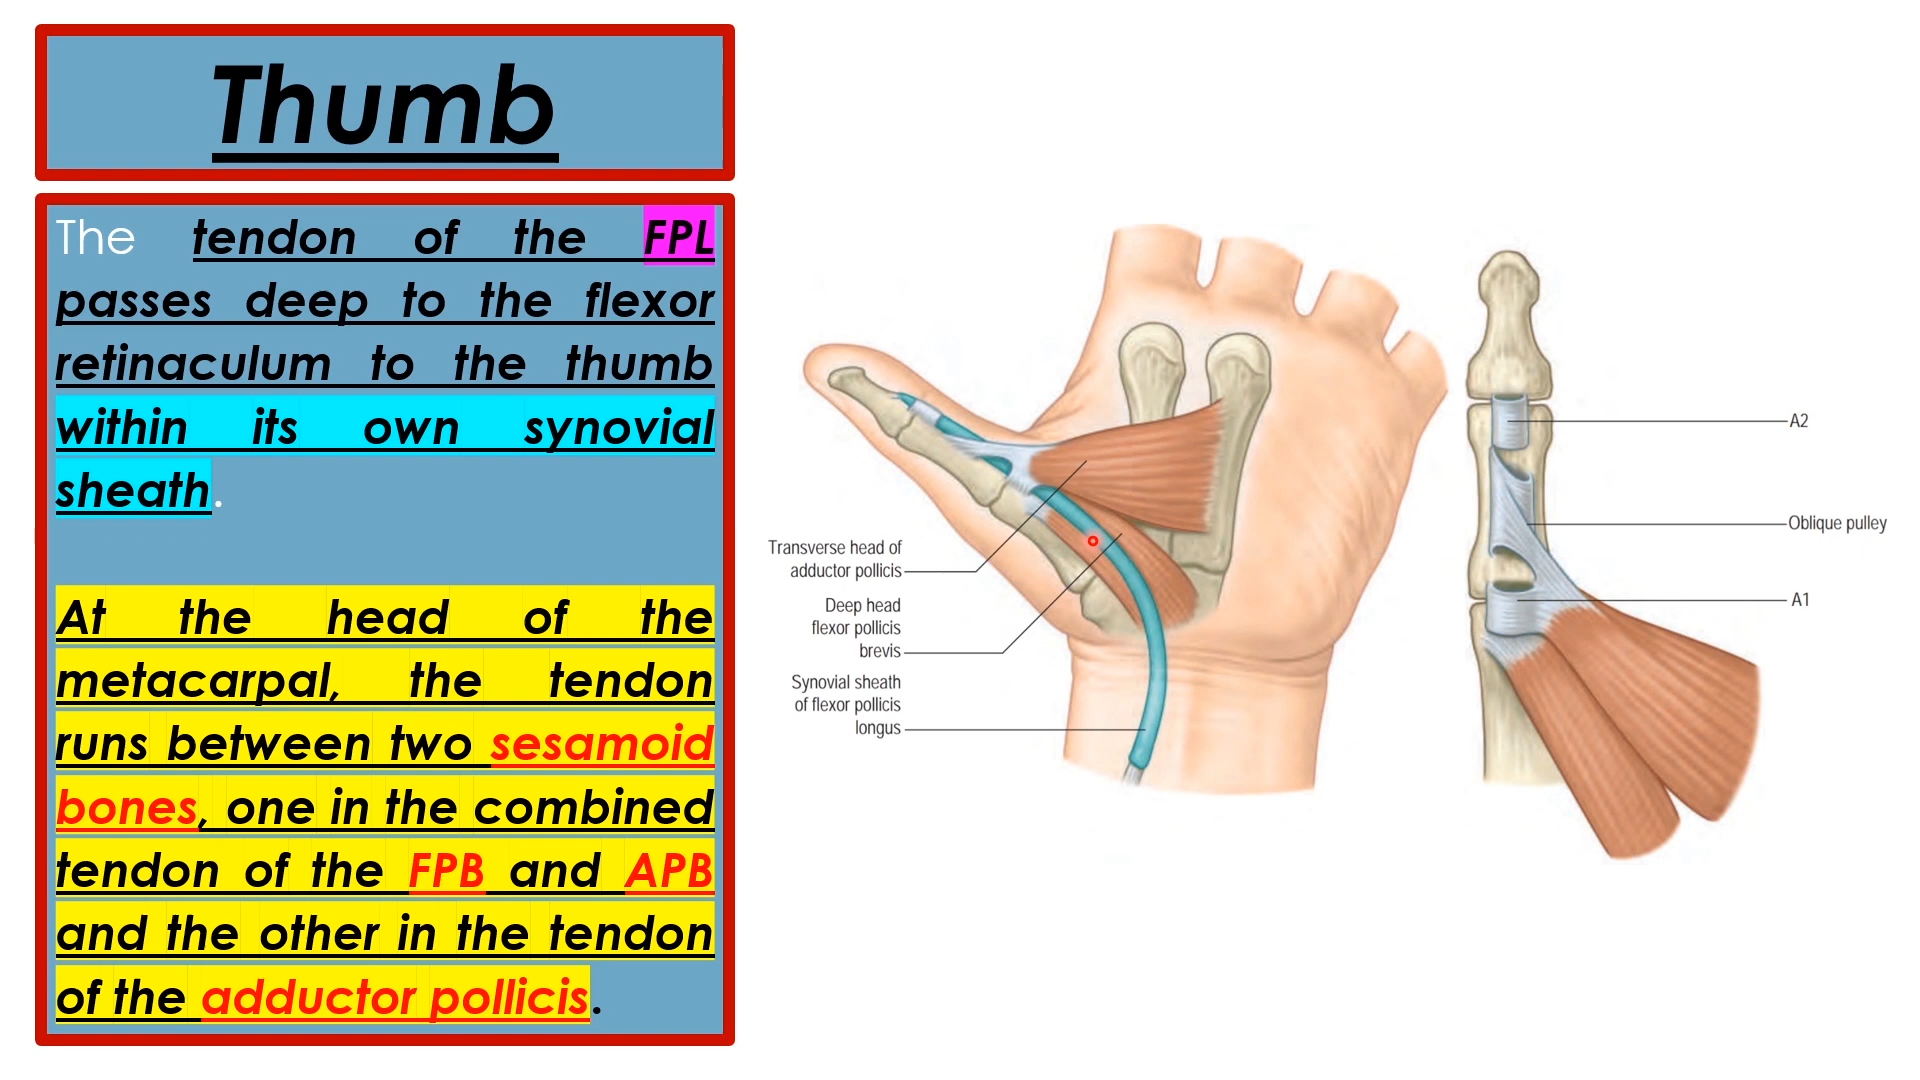 Thumb
The tendon of the FPL
passes deep to the flexor
retinaculum to the thumb
within its own synovial
sheath.
At the head of the
metacarpal, the tendon
runs between two sesamoid
bones, one in the combined
tendon of the FPB and APB
and the other in the tendon
of the adductor pollicis.
Transverse head of
adductor pollicis
Deep head
flexor pollicis
brevis
Synovial sheath
of flexor pollicis
longus
A2
Oblique pulley
A1